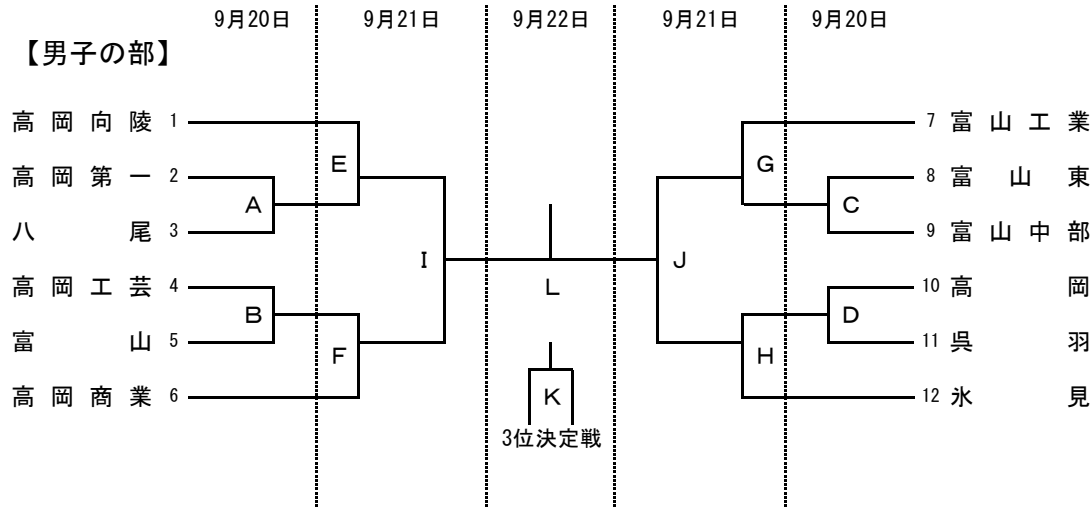 9月20日 9月21日 9月22日 9月21日 9月20日
【男子の部】
高岡向陵 1 7 富山工業
E G
高岡第一 2 8 富山東
A C
八尾 3 9 富山中部
I J
高岡工芸 4 10 高岡
L
B D
富山 5 11 呉羽
F H
高岡商業 6 12 氷見
K
3位決定戦